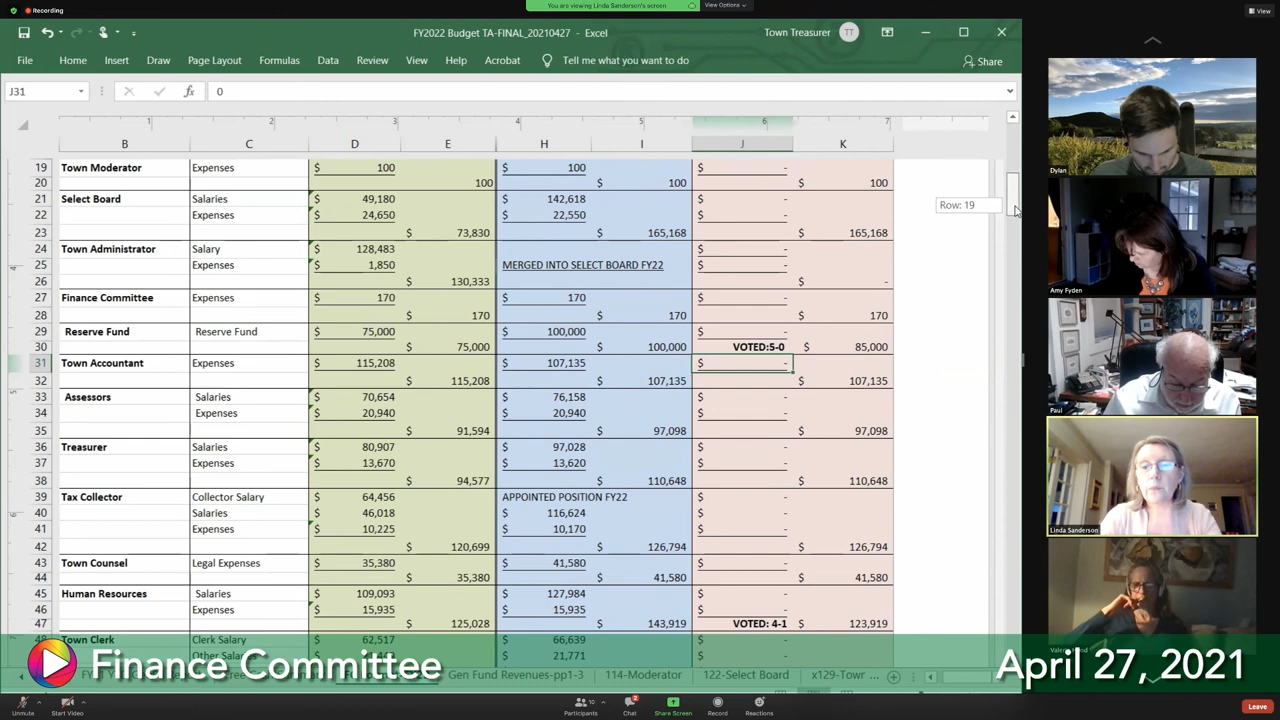 Recording
You are viewing Linda Sanderson's screen
View Options
View
FY2022 Budget TA-FINAL_20210427 - Excel
Town Treasurer TT
File Home Insert Draw Page Layout Formulas Data Review View Help Acrobat Tell me what you want to do Share
J31 fx 0
1 2 3 4 5 6 7
B C D E H I J K
19 Town Moderator Expenses $ 100 $ 100 $ -
20 100 $ 100 $ 100
21 Select Board Salaries $ 49,180 $ 142,618 $ -
22 Expenses $ 24,650 $ 22,550 $ -
Row: 19
23 $ 73,830 $ 165,168 $ 165,168
24 Town Administrator Salary $ 128,483 $ -
25 Expenses $ 1,850 MERGED INTO SELECT BOARD FY22 $ -
26 $ 130,333 $ -
27 Finance Committee Expenses $ 170 $ 170 $ -
28 $ 170 $ 170 $ 170
29 Reserve Fund Reserve Fund $ 75,000 $ 100,000 $ -
30 $ 75,000 $ 100,000 VOTED:5-0 $ 85,000
31 Town Accountant Expenses $ 115,208 $ 107,135 $ -
32 $ 115,208 $ 107,135 $ 107,135
33 Assessors Salaries $ 70,654 $ 76,158 $ -
34 Expenses $ 20,940 $ 20,940 $ -
35 $ 91,594 $ 97,098 $ 97,098
36 Treasurer Salaries $ 80,907 $ 97,028 $ -
37 Expenses $ 13,670 $ 13,620 $ -
38 $ 94,577 $ 110,648 $ 110,648
39 Tax Collector Collector Salary $ 64,456 APPOINTED POSITION FY22 $ -
40 Salaries $ 46,018 $ 116,624 $ -
41 Expenses $ 10,225 $ 10,170 $ -
42 $ 120,699 $ 126,794 $ 126,794
43 Town Counsel Legal Expenses $ 35,380 $ 41,580 $ -
44 $ 35,380 $ 41,580 $ 41,580
45 Human Resources Salaries $ 109,093 $ 127,984 $ -
46 Expenses $ 15,935 $ 15,935 $ -
47 $ 125,028 $ 143,919 VOTED: 4-1 $ 123,919
48 Town Clerk Clerk Salary $ 62,517 $ 66,639 $ -
$ 21,771 $ -
Gen Fund Revenues-pp1-3 114-Moderator 122-Select Board x129-Town ...
Dylan
Amy Fyden
Paul
Linda Sanderson
Finance Committee
April 27, 2021
Unmute Start Video Participants 10 Chat 2 Share Screen Record Reactions Leave